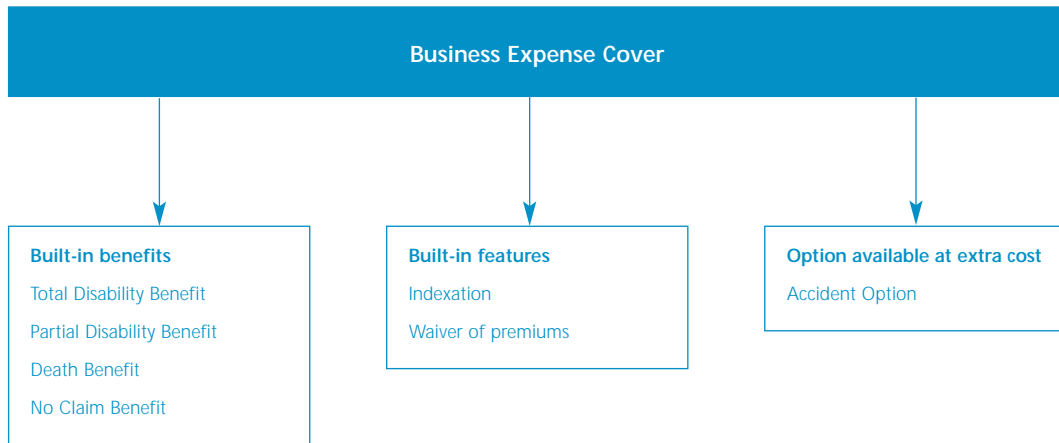 Business Expense Cover
Built-in benefits
Total Disability Benefit
Partial Disability Benefit
Death Benefit
No Claim Benefit
Built-in features
Indexation
Waiver of premiums
Option available at extra cost
Accident Option